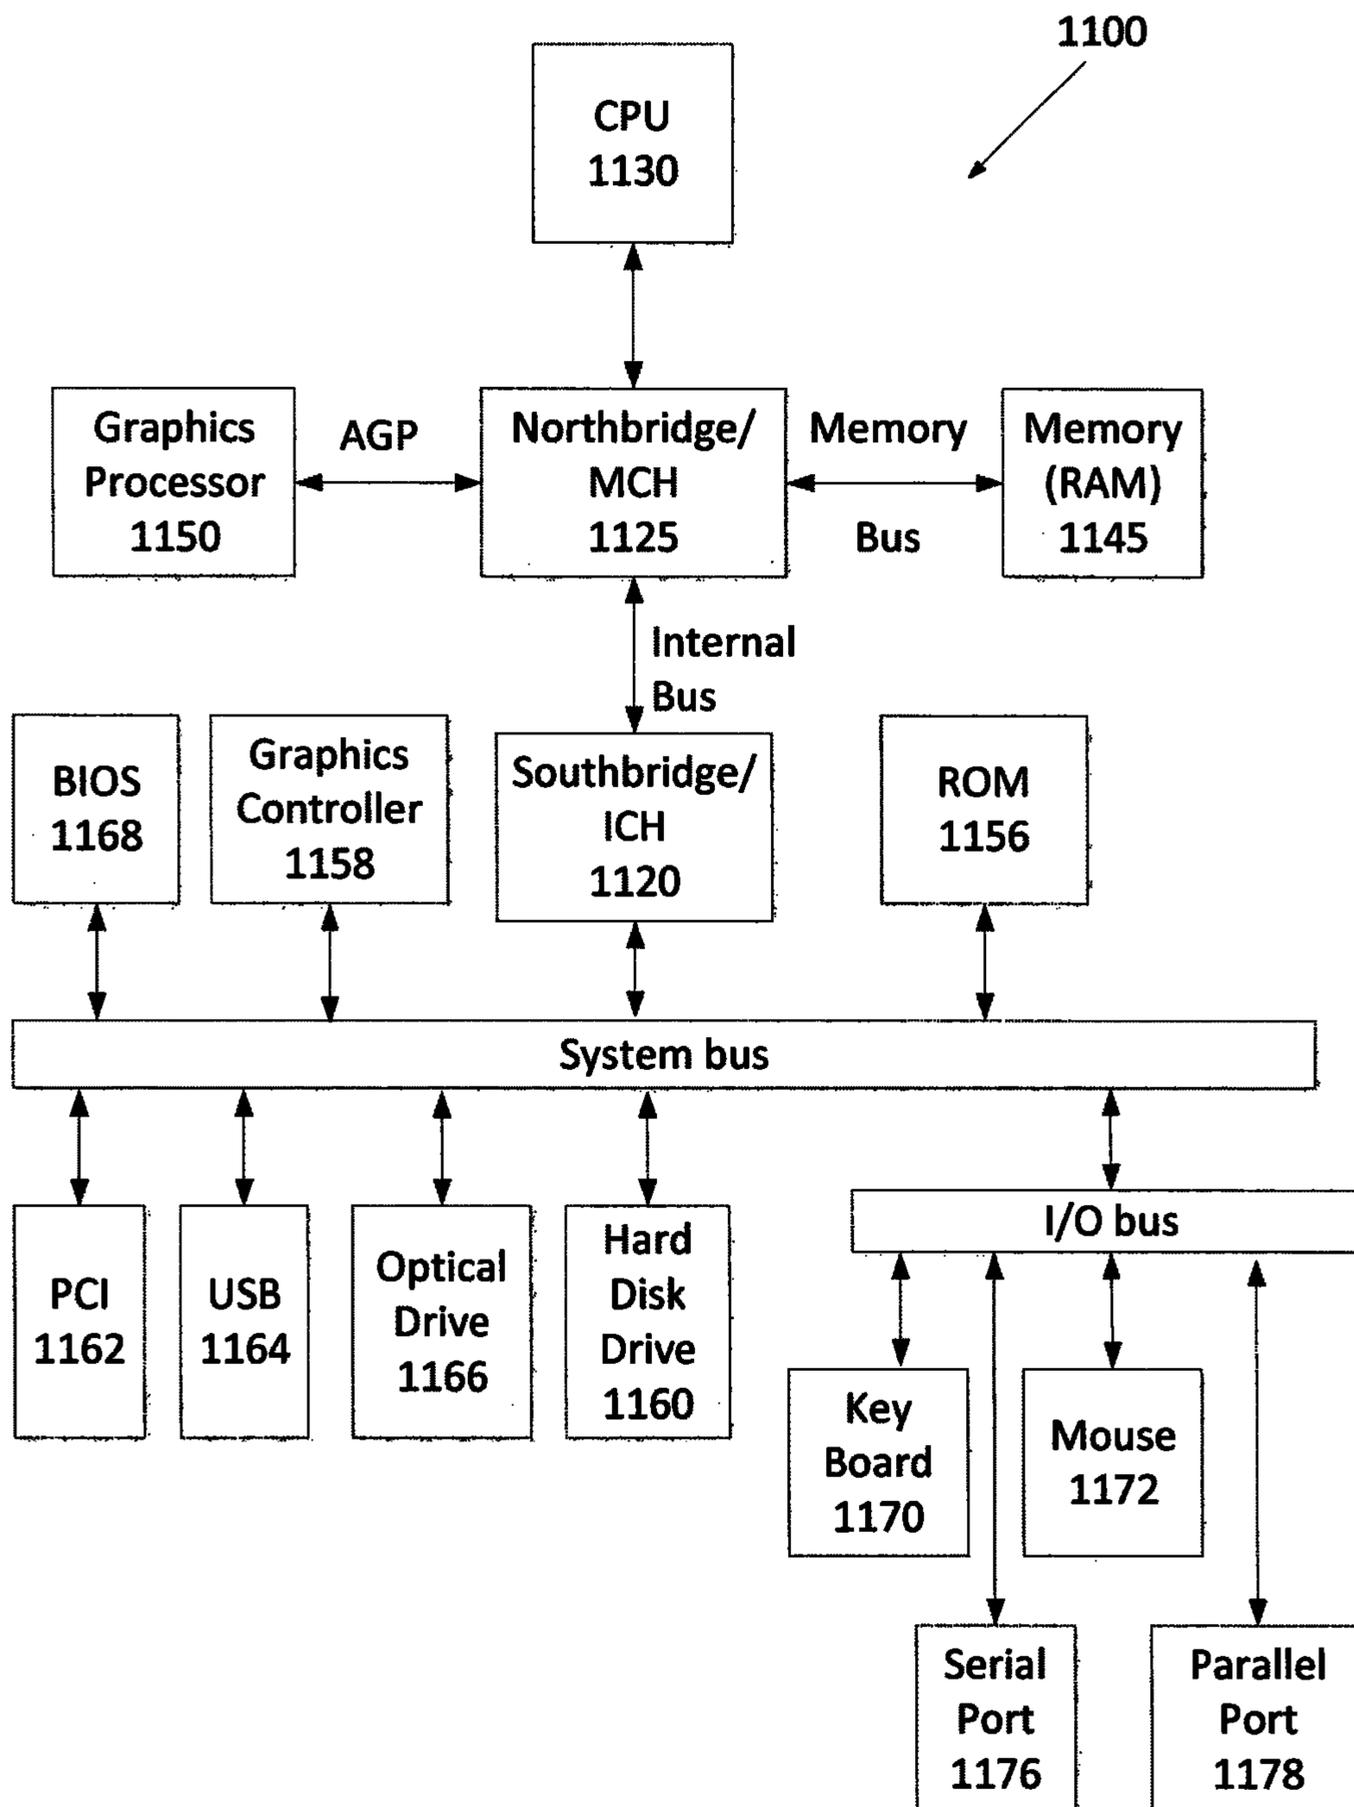 1100
CPU
1130
Graphics
Processor
1150
AGP
Northbridge/
MCH
1125
Memory
Bus
Memory
(RAM)
1145
Internal
Bus
BIOS
1168
Graphics
Controller
1158
Southbridge/
ICH
1120
ROM
1156
System bus
PCI
1162
USB
1164
Optical
Drive
1166
Hard
Disk
Drive
1160
I/O bus
Key
Board
1170
Mouse
1172
Serial
Port
1176
Parallel
Port
1178